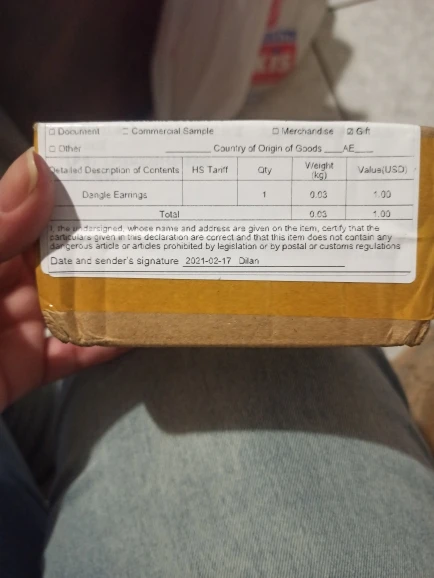 ☐ Document ☐ Commercial Sample ☐ Merchandise ☑ Gift
☐ Other ________ Country of Origin of Goods ____AE____
Detailed Description of Contents HS Tariff Qty Weight (kg) Value(USD)
Dangle Earrings 1 0.03 1.00
Total 0.03 1.00
I, the undersigned, whose name and address are given on the item, certify that the
particulars given in this declaration are correct and that this item does not contain any
dangerous article or articles prohibited by legislation or by postal or customs regulations
Date and sender's signature 2021-02-17 Dilan